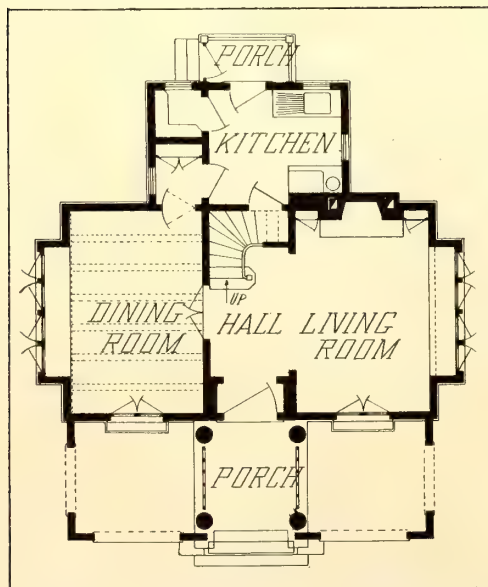 PORCH
KITCHEN
UP
DINING
ROOM
HALL
LIVING
ROOM
PORCH